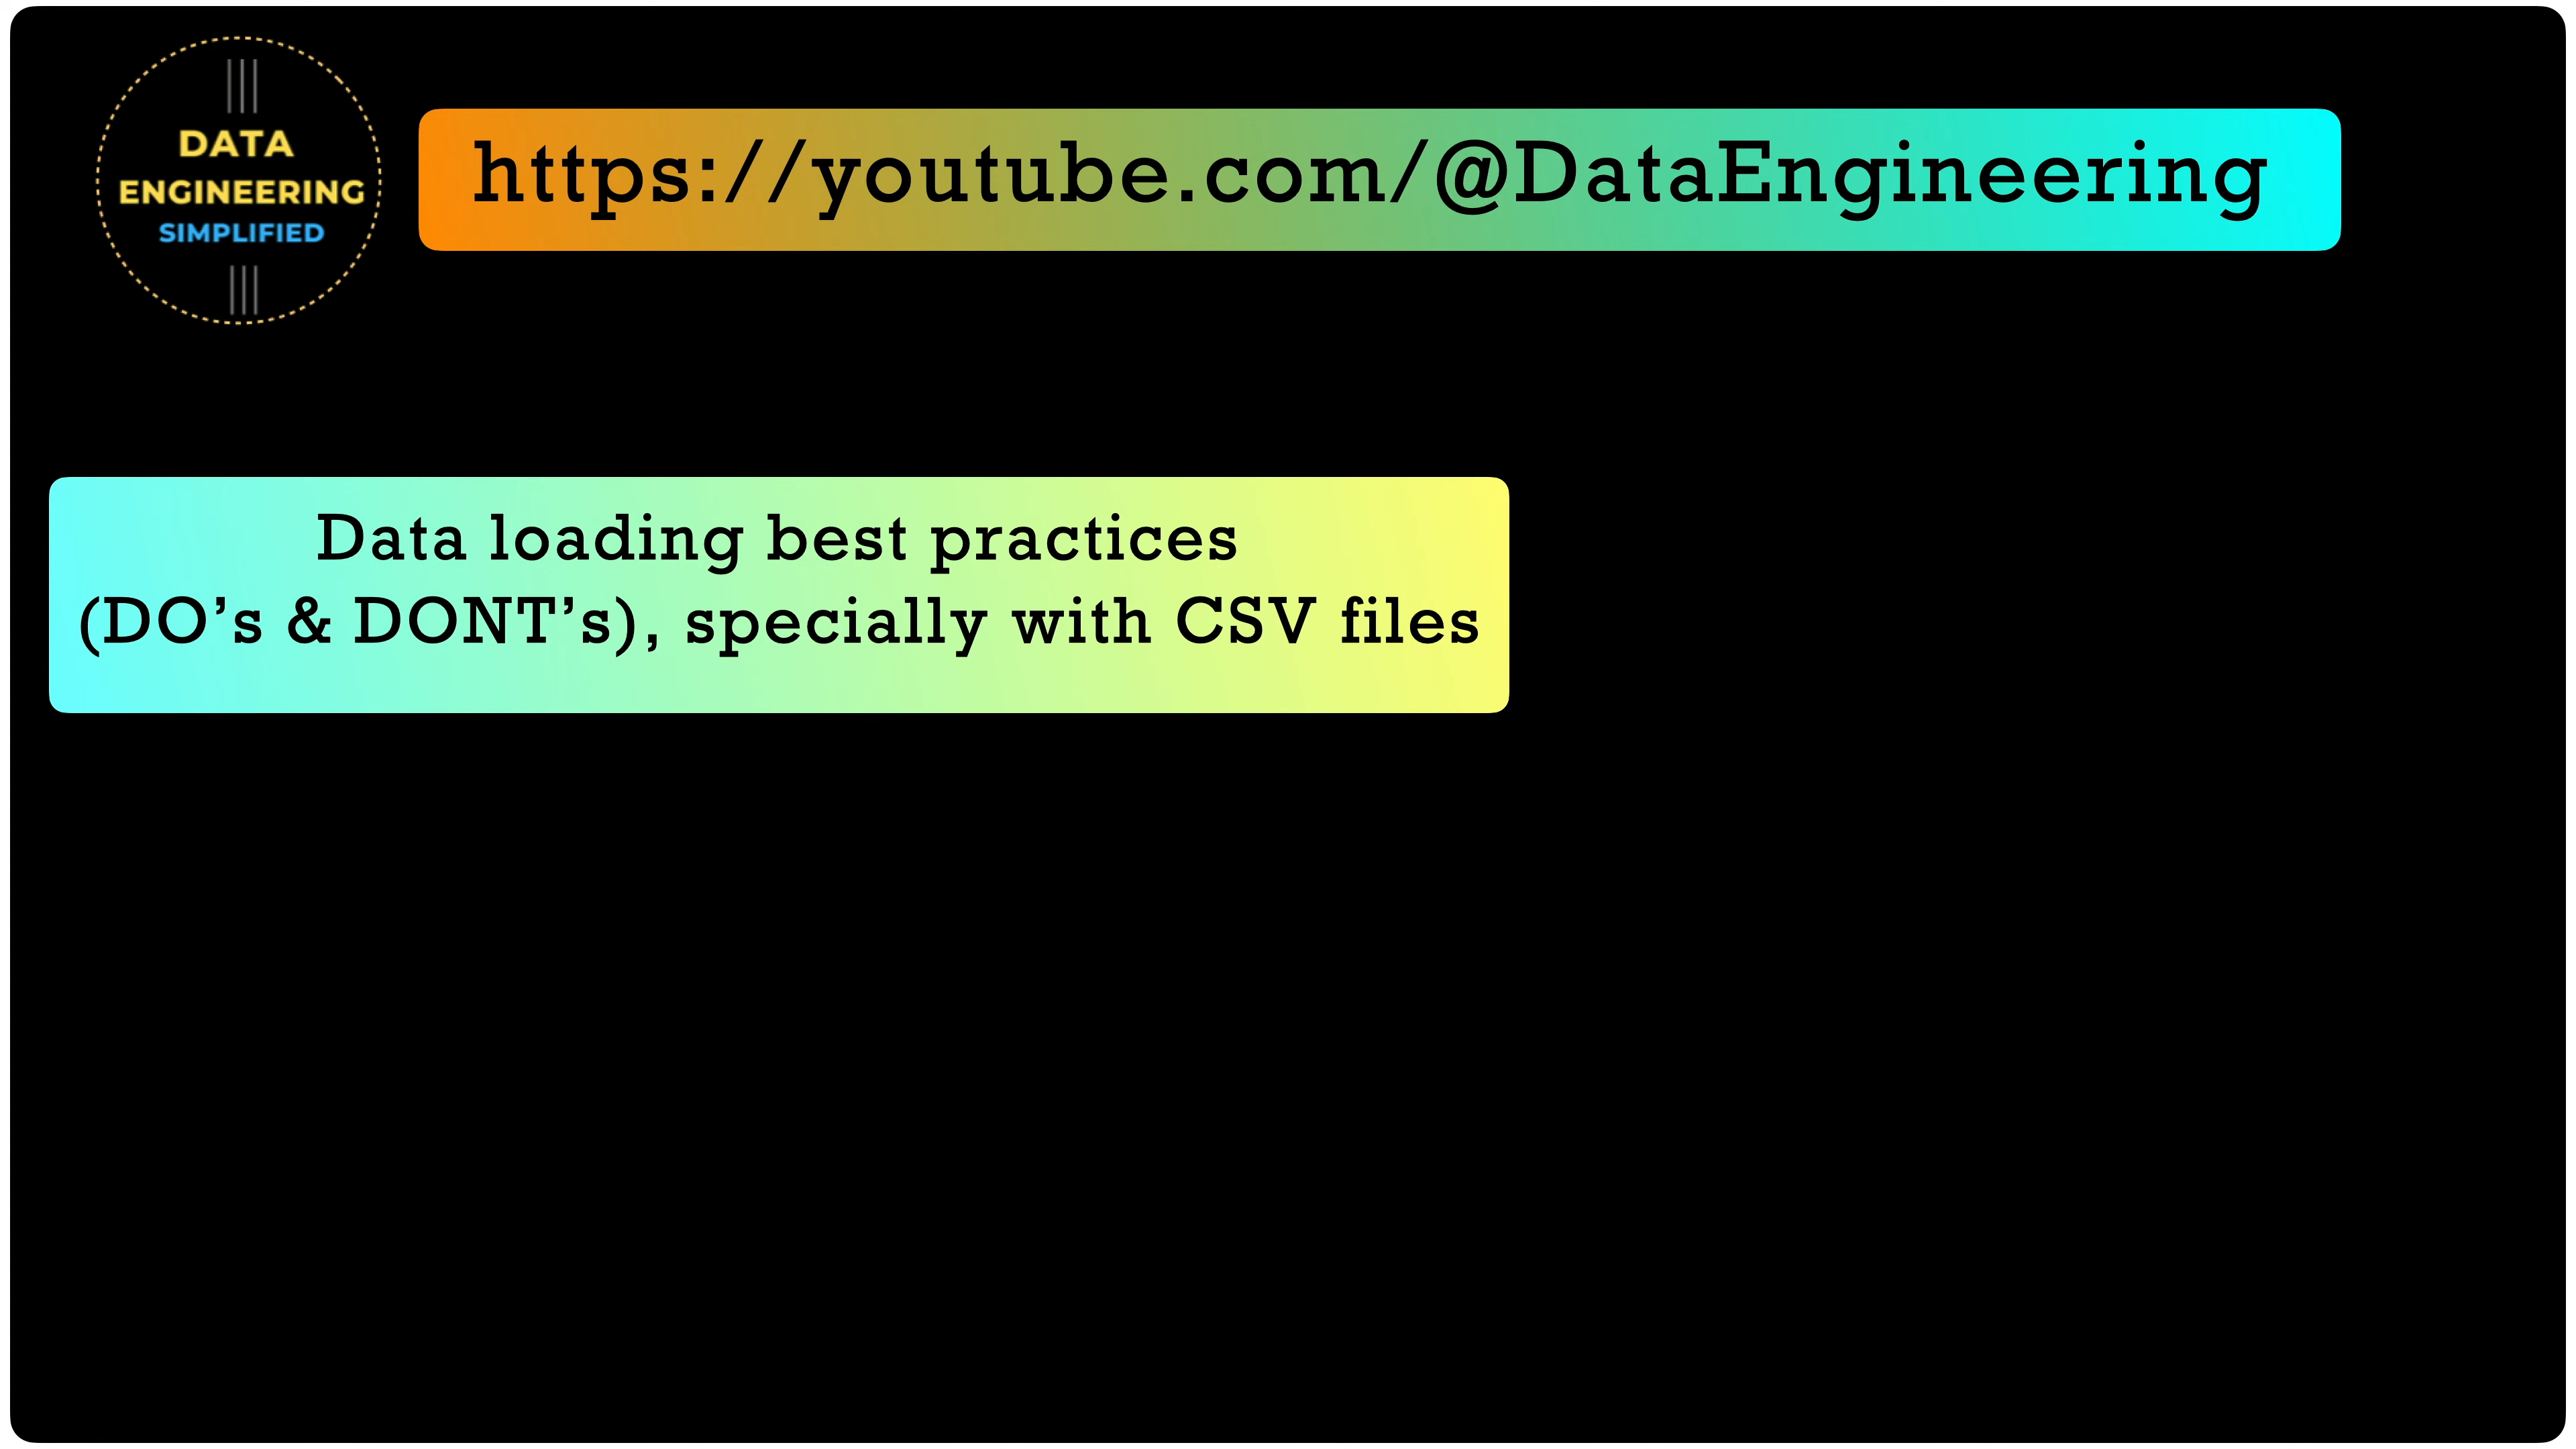 DATA
ENGINEERING
SIMPLIFIED
https://youtube.com/@DataEngineering
Data loading best practices
(DO’s & DONT’s), specially with CSV files